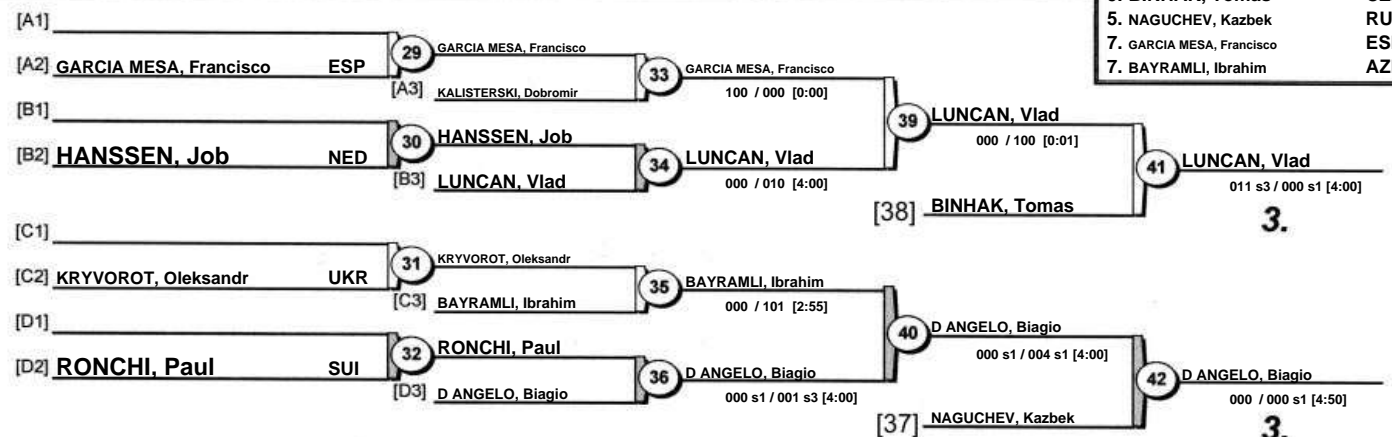 [A1]
[A2] GARCIA MESA, Francisco ESP
29
[A3]
GARCIA MESA, Francisco
KALISTERSKI, Dobromir
33
GARCIA MESA, Francisco
100 / 000 [0:00]
[B1]
[B2] HANSSEN, Job NED
30
[B3]
HANSSEN, Job
LUNCAN, Vlad
34
LUNCAN, Vlad
000 / 010 [4:00]
39
LUNCAN, Vlad
000 / 100 [0:01]
[38] BINHAK, Tomas
41
LUNCAN, Vlad
011 s3 / 000 s1 [4:00]
3.
[C1]
[C2] KRYVOROT, Oleksandr UKR
31
[C3]
KRYVOROT, Oleksandr
BAYRAMLI, Ibrahim
35
BAYRAMLI, Ibrahim
000 / 101 [2:55]
[D1]
[D2] RONCHI, Paul SUI
32
[D3]
RONCHI, Paul
D ANGELO, Biagio
36
D ANGELO, Biagio
000 s1 / 001 s3 [4:00]
40
D ANGELO, Biagio
000 s1 / 004 s1 [4:00]
[37] NAGUCHEV, Kazbek
42
D ANGELO, Biagio
000 / 000 s1 [4:50]
3.
5. NAGUCHEV, Kazbek RU
7. GARCIA MESA, Francisco ES
7. BAYRAMLI, Ibrahim AZ